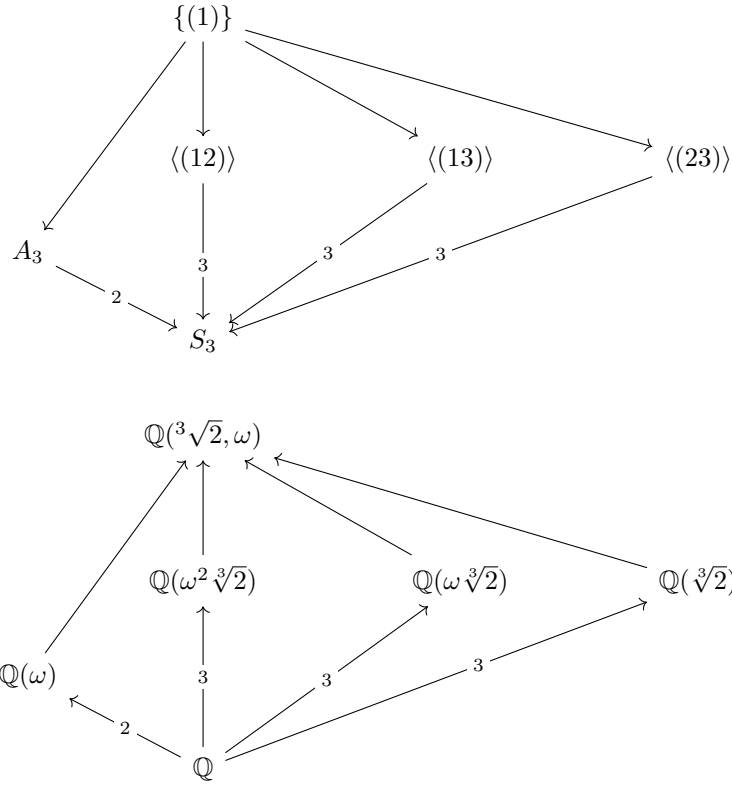 {(1)}
⟨(12)⟩ ⟨(13)⟩ ⟨(23)⟩
A₃
3 3 3
2
S₃
ℚ(³√2, ω)
ℚ(ω² ∛2) ℚ(ω ∛2) ℚ(∛2)
ℚ(ω)
3 3 3
2
ℚ